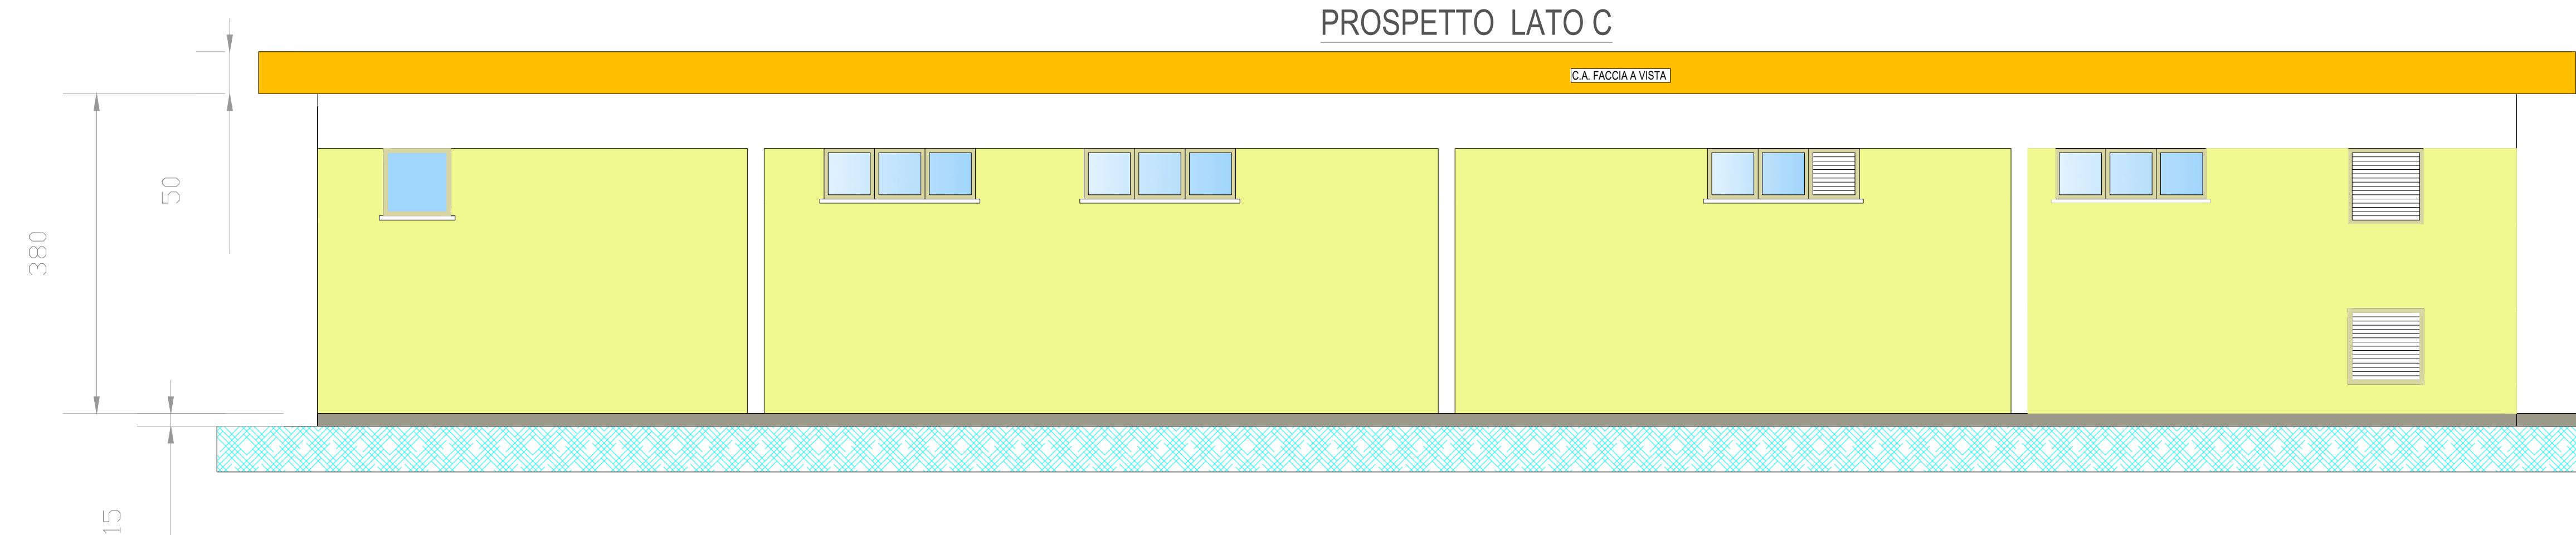 PROSPETTO LATO C
C.A. FACCIA A VISTA
50
380
15